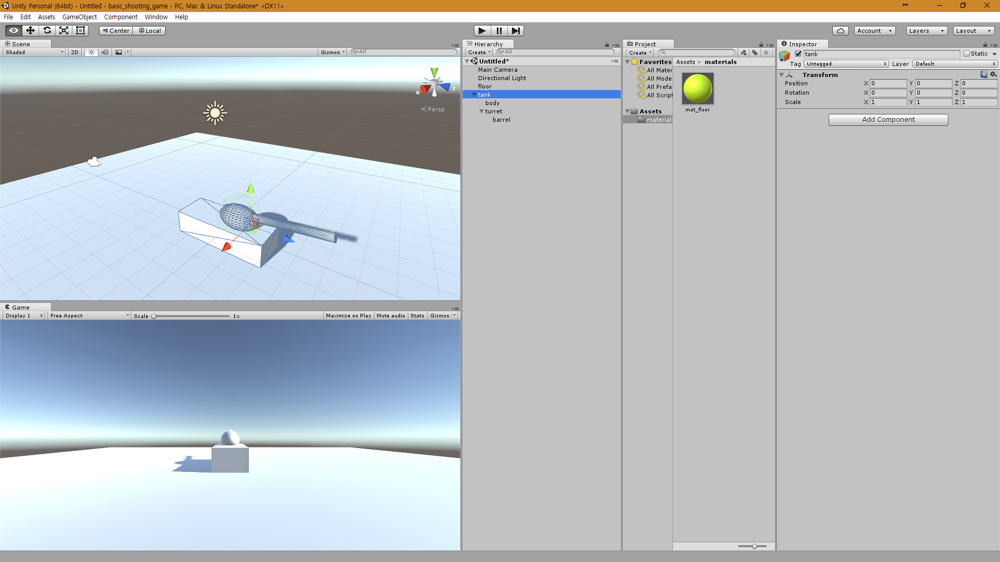 Unity Personal (64bit) - Untitled - basic_shooting_game - PC, Mac & Linux Standalone* <DX11>
File Edit Assets GameObject Component Window Help
Center Local
Account Layers Layout
Scene
Shaded 2D Gizmos All
x z
Persp
Game
Display 1 Free Aspect Scale 1x Maximize on Play Mute audio Stats Gizmos
Hierarchy
Create All
Untitled*
Main Camera
Directional Light
floor
tank
body
turret
barrel
Project
Create
Favorites
All Mater
All Mode
All Prefa
All Script
Assets
materials
Assets materials
mat_floor
Inspector
tank Static
Tag Untagged Layer Default
Transform
Position X 0 Y 0 Z 0
Rotation X 0 Y 0 Z 0
Scale X 1 Y 1 Z 1
Add Component